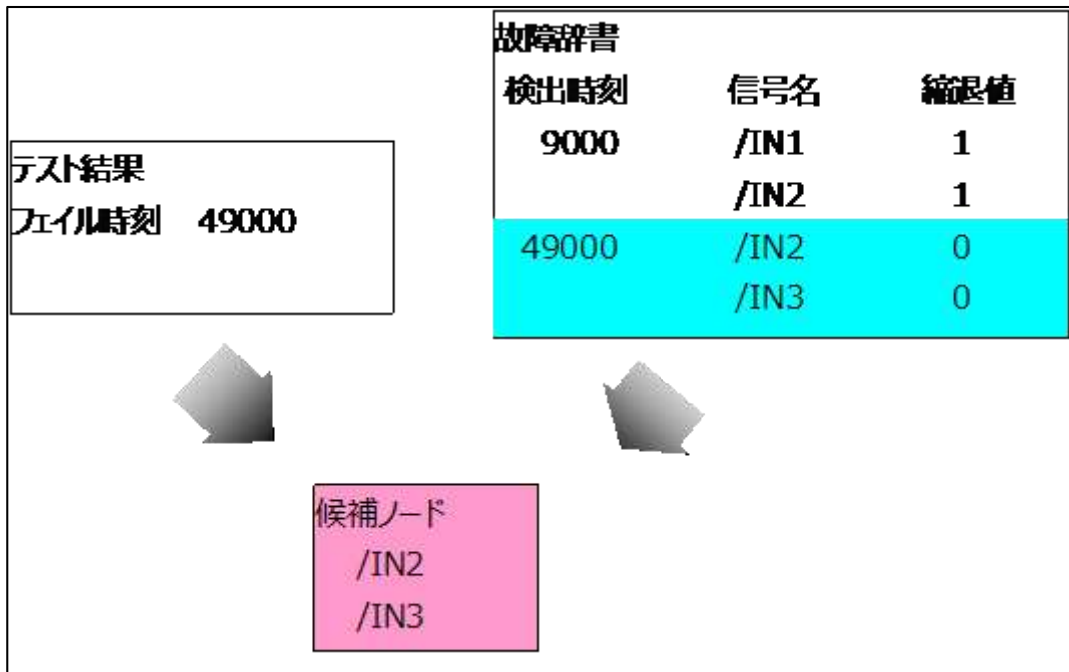 故障辞書
検出時刻 信号名 縮退値
9000 /IN1 1
/IN2 1
49000 /IN2 0
/IN3 0
テスト結果
フェイル時刻 49000
候補ノード
/IN2
/IN3